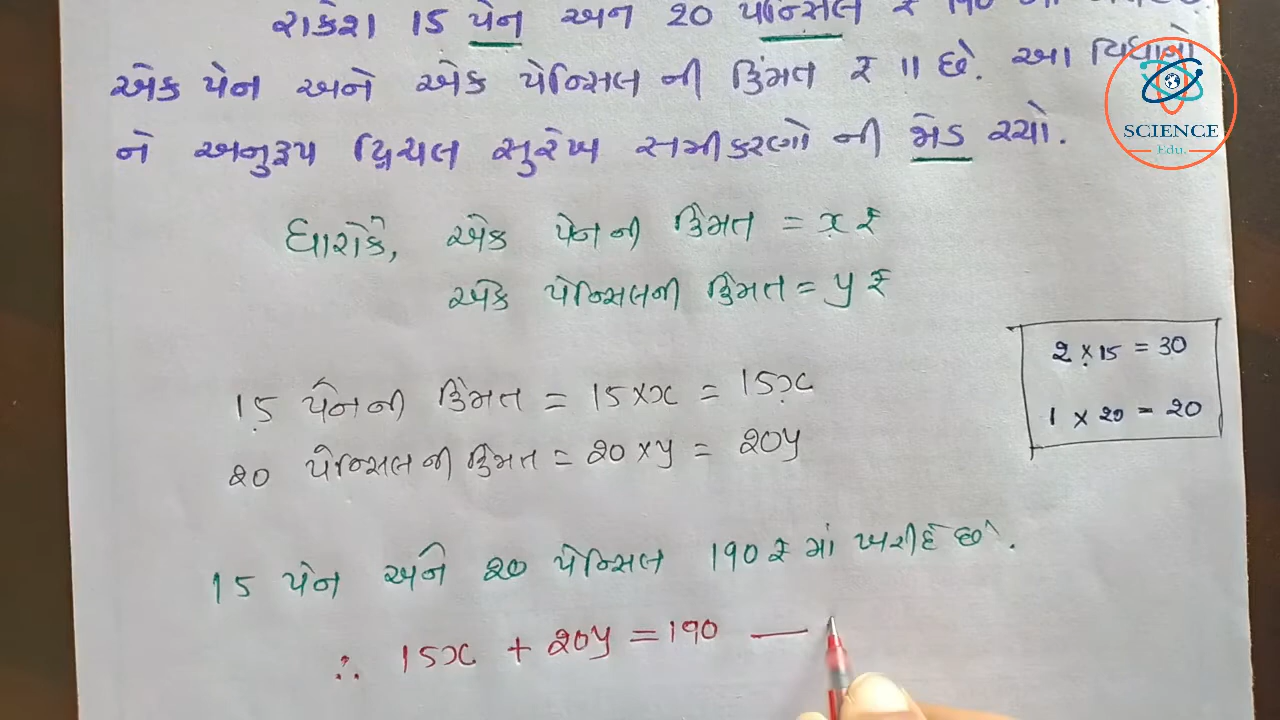 રાકેશ 15 પેન અને 20 પેન્સિલ ₹ 190 માં
એક પેન અને એક પેન્સિલ ની કિંમત ₹ 11 છે. આ વિધાનો
ને અનુરૂપ દ્વિચલ સુરેખ સમીકરણો ની જોડ રચો.
SCIENCE
Edu.
ધારોકે, એક પેનની કિંમત = x ₹
એક પેન્સિલની કિંમત = y ₹
2 × 15 = 30
1 × 20 = 20
15 પેનની કિંમત = 15 × x = 15x
20 પેન્સિલની કિંમત = 20 × y = 20y
15 પેન અને 20 પેન્સિલ 190 ₹ માં ખરીદે છે.
∴ 15x + 20y = 190 —